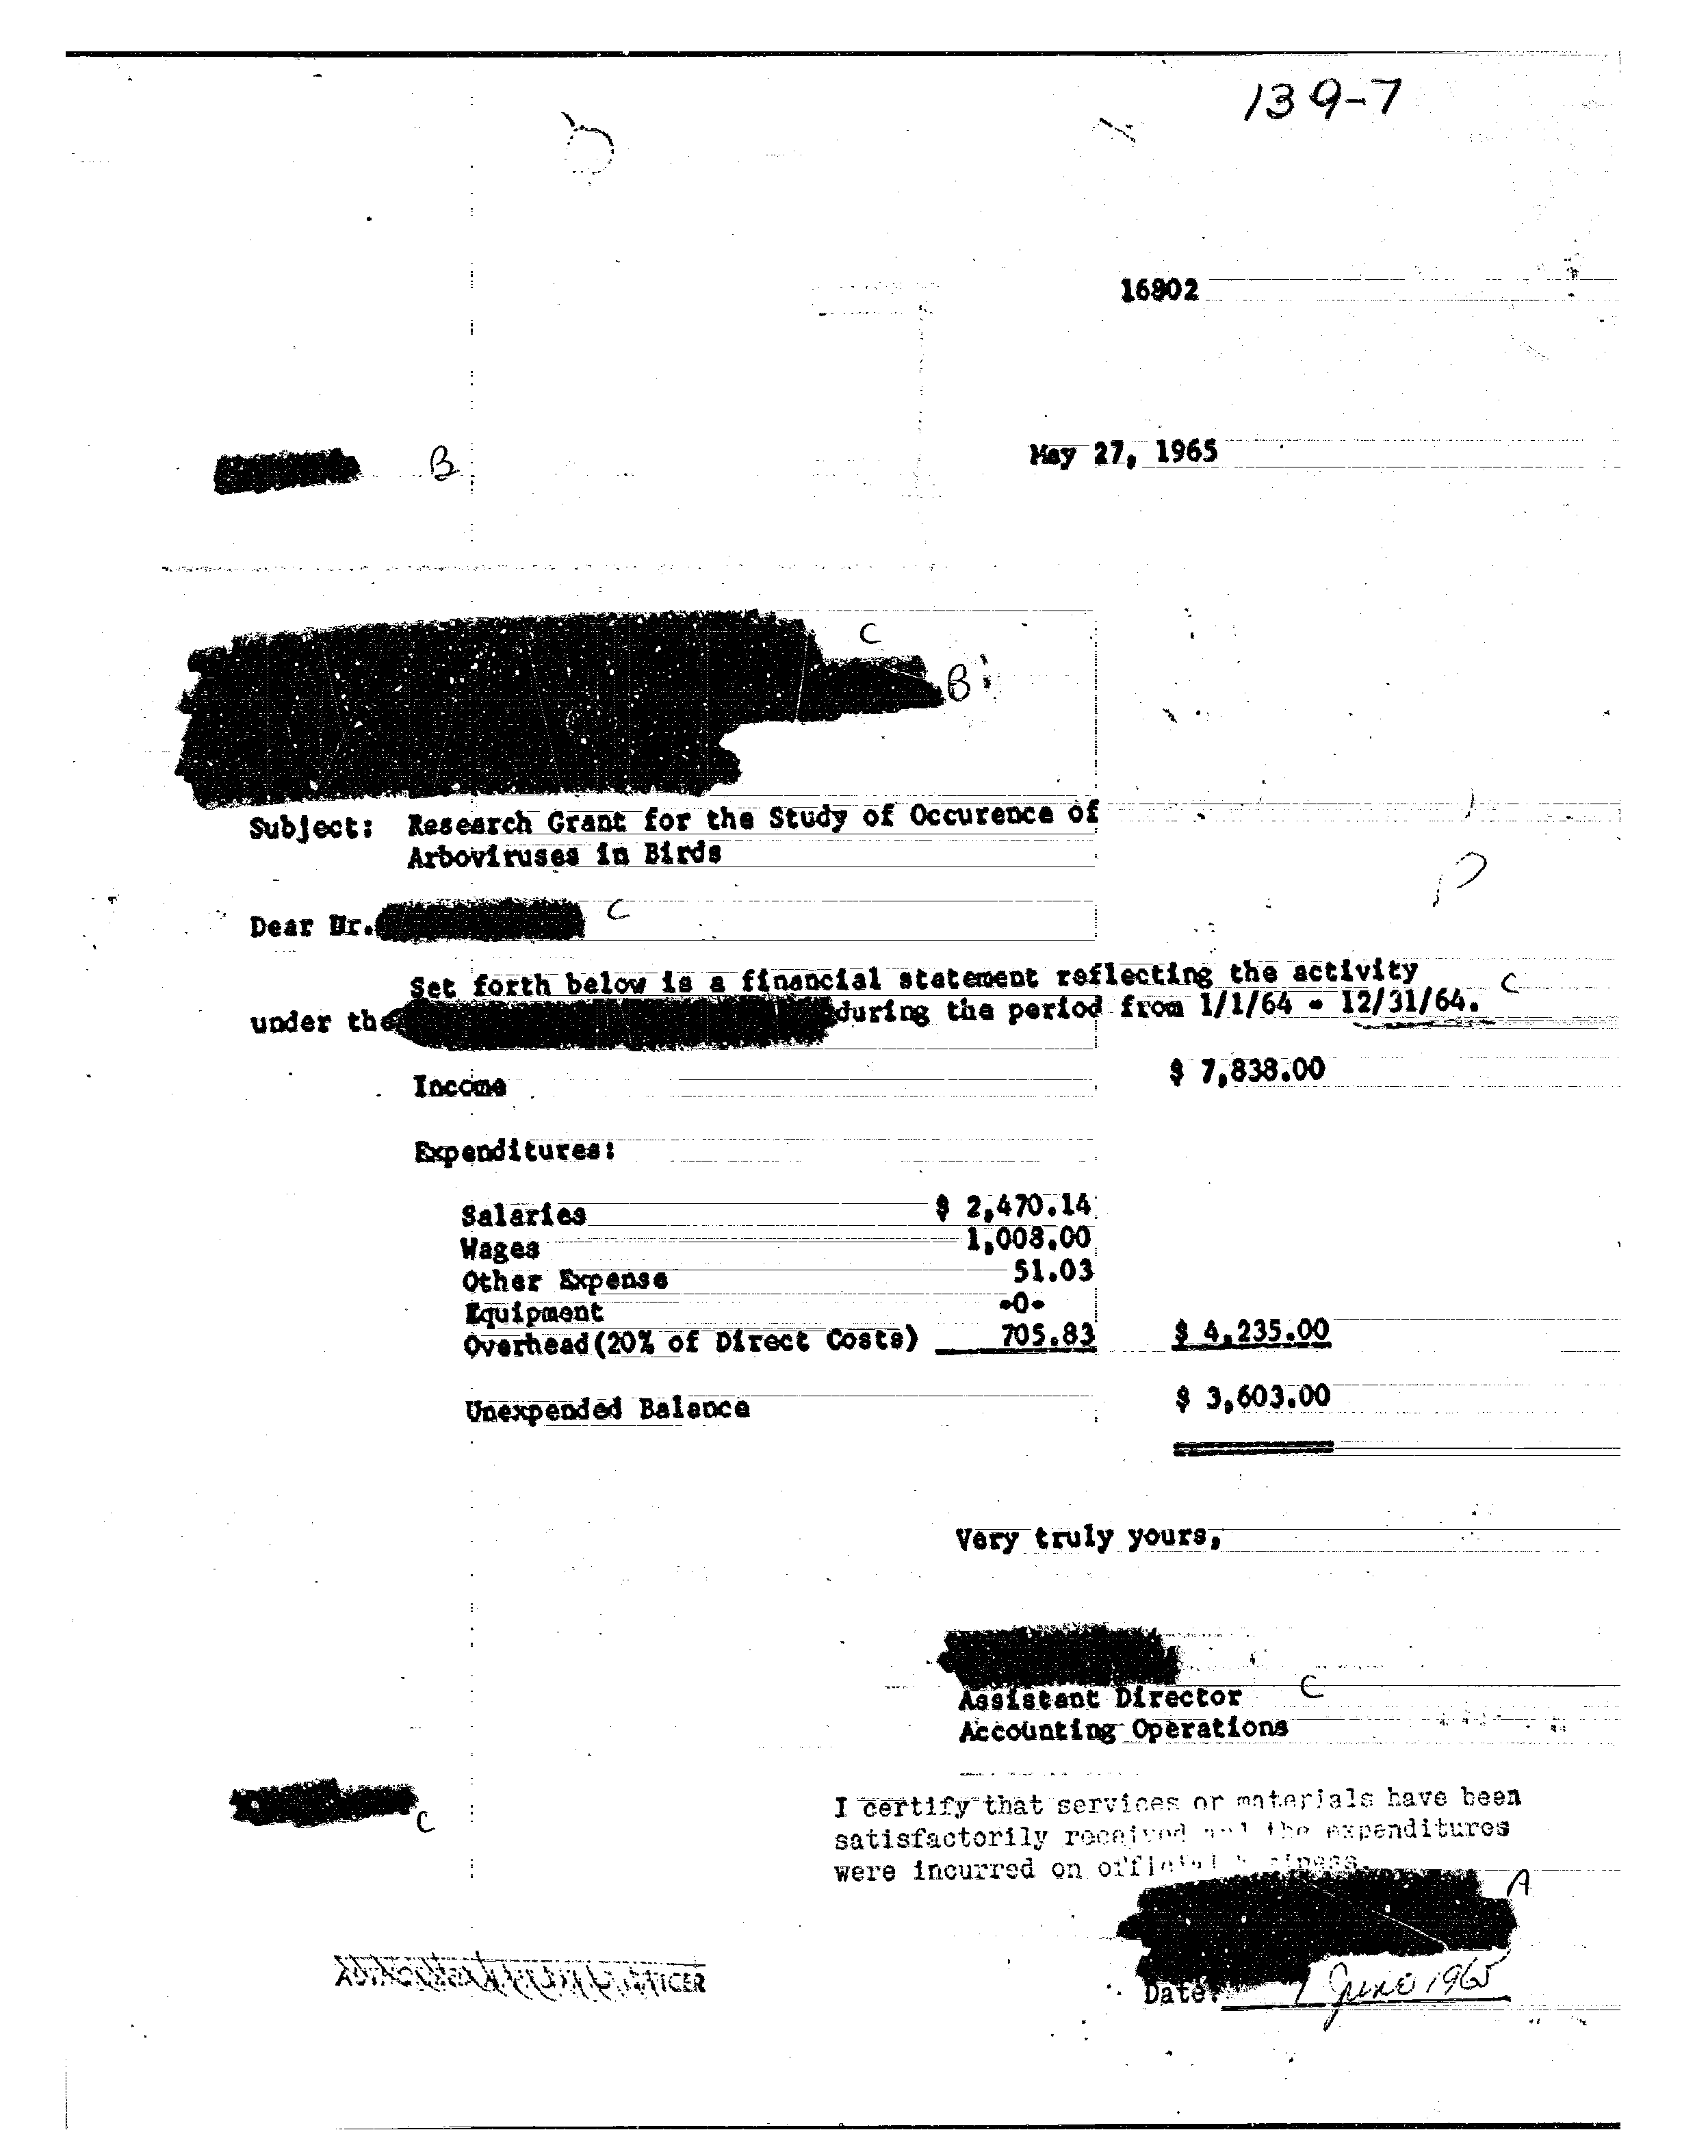 139-7
16802
May 27, 1965
B
C
B
Subject: Research Grant for the Study of Occurence of
Arboviruses in Birds
Dear Dr. C
Set forth below is a financial statement reflecting the activity
under the during the period from 1/1/64 - 12/31/64. C
Income $ 7,838.00
Expenditures:
Salaries $ 2,470.14
Wages 1,008.00
Other Expense 51.03
Equipment -0-
Overhead(20% of Direct Costs) 705.83 $ 4,235.00
Unexpended Balance $ 3,603.00
Very truly yours,
Assistant Director C
Accounting Operations
C
I certify that services or materials have been
satisfactorily received and the expenditures
were incurred on official business.
A
Date: 1 June 1965